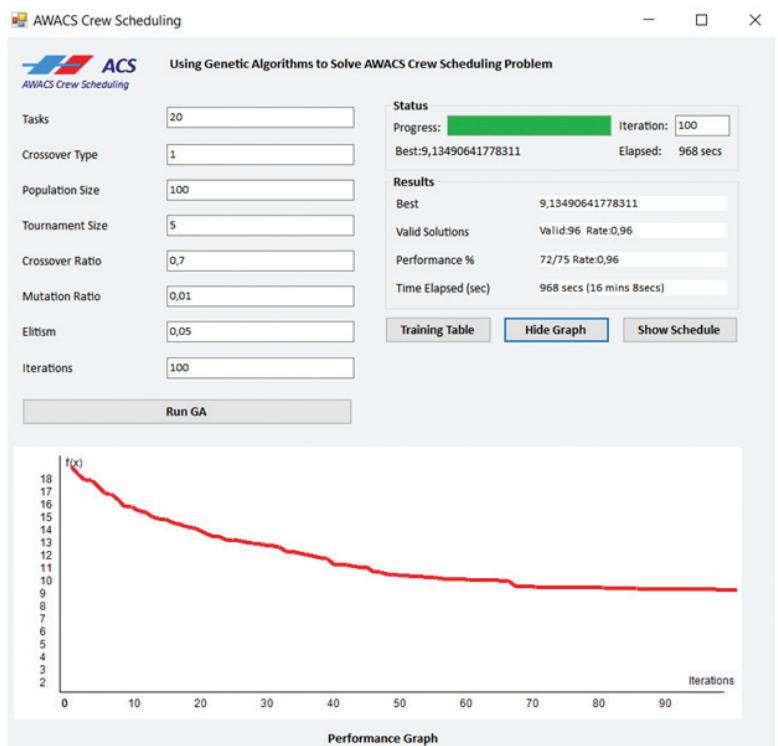 AWACS Crew Scheduling
ACS
AWACS Crew Scheduling
Using Genetic Algorithms to Solve AWACS Crew Scheduling Problem
Tasks 20
Crossover Type 1
Population Size 100
Tournament Size 5
Crossover Ratio 0,7
Mutation Ratio 0,01
Elitism 0,05
Iterations 100
Run GA
Status
Progress: Iteration: 100
Best:9,13490641778311 Elapsed: 968 secs
Results
Best 9,13490641778311
Valid Solutions Valid:96 Rate:0,96
Performance % 72/75 Rate:0,96
Time Elapsed (sec) 968 secs (16 mins 8secs)
Training Table Hide Graph Show Schedule
f(x)
18
17
16
15
14
13
12
11
10
9
8
7
6
5
4
3
2
Iterations
0 10 20 30 40 50 60 70 80 90
Performance Graph